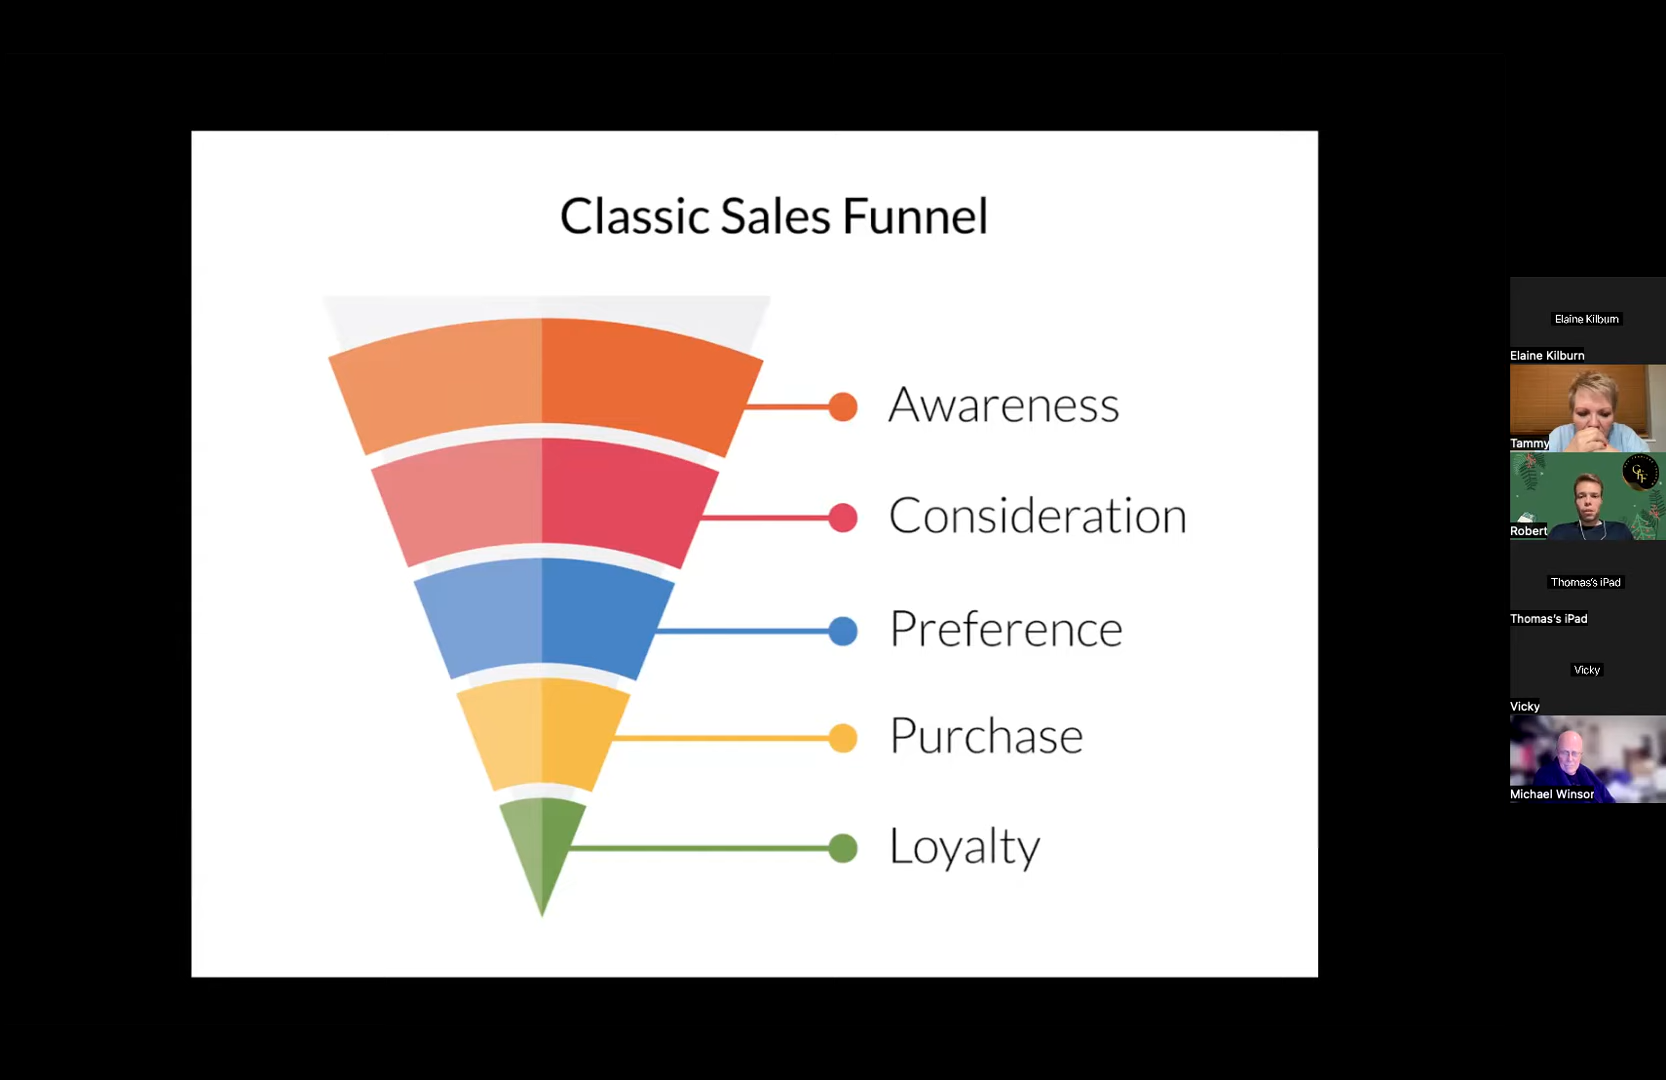 Classic Sales Funnel
Awareness
Consideration
Preference
Purchase
Loyalty
Elaine Kilburn
Elaine Kilburn
Tammy
Robert
Thomas's iPad
Thomas's iPad
Vicky
Vicky
Michael Winsor